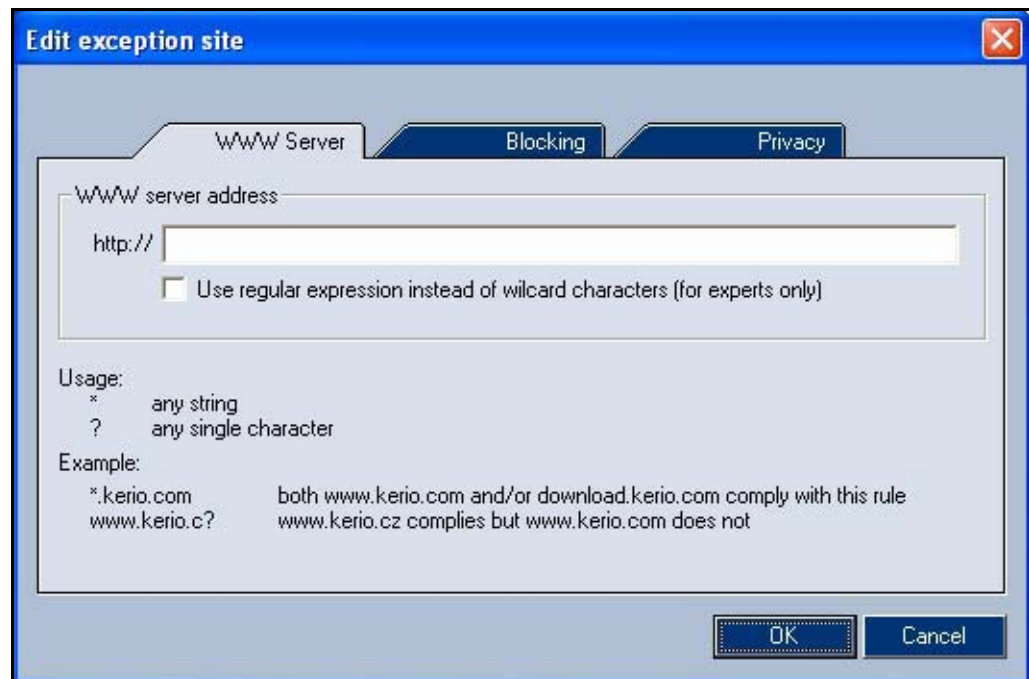 Edit exception site
WWW Server Blocking Privacy
WWW server address
http://
Use regular expression instead of wilcard characters (for experts only)
Usage:
* any string
? any single character
Example:
*.kerio.com both www.kerio.com and/or download.kerio.com comply with this rule
www.kerio.c? www.kerio.cz complies but www.kerio.com does not
OK Cancel